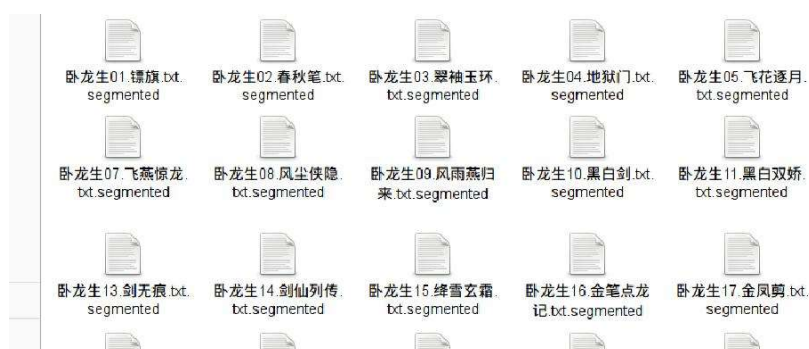 卧龙生01.镖旗.txt.
segmented
卧龙生02.春秋笔.txt.
segmented
卧龙生03.翠袖玉环.
txt.segmented
卧龙生04.地狱门.txt.
segmented
卧龙生05.飞花逐月.
txt.segmented
卧龙生07.飞燕惊龙.
txt.segmented
卧龙生08.风尘侠隐.
txt.segmented
卧龙生09.风雨燕归
来.txt.segmented
卧龙生10.黑白剑.txt.
segmented
卧龙生11.黑白双娇.
txt.segmented
卧龙生13.剑无痕.txt.
segmented
卧龙生14.剑仙列传.
txt.segmented
卧龙生15.绛雪玄霜.
txt.segmented
卧龙生16.金笔点龙
记.txt.segmented
卧龙生17.金凤剪.txt.
segmented